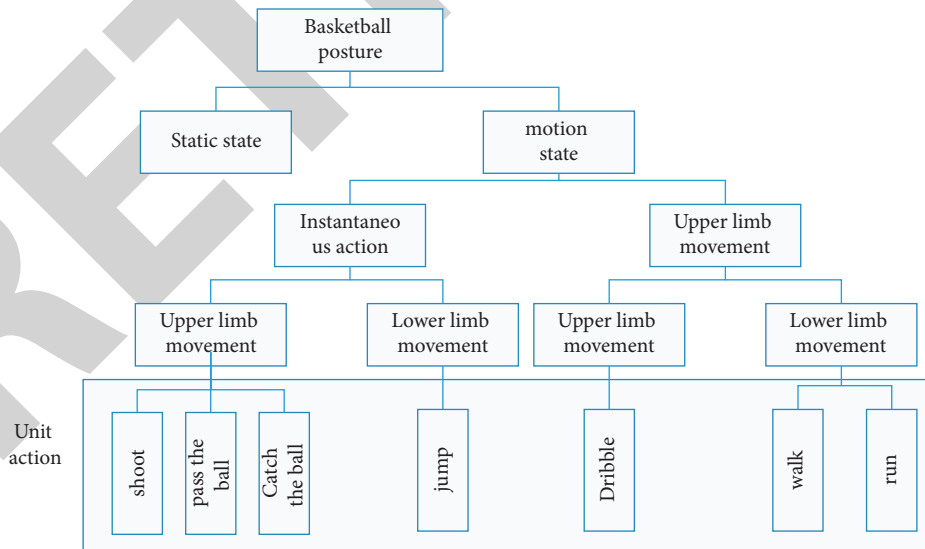 Basketball
posture
Static state
motion
state
Instantaneo
us action
Upper limb
movement
Upper limb
movement
Lower limb
movement
Upper limb
movement
Lower limb
movement
Unit
action
shoot
pass the
ball
Catch
the ball
jump
Dribble
walk
run